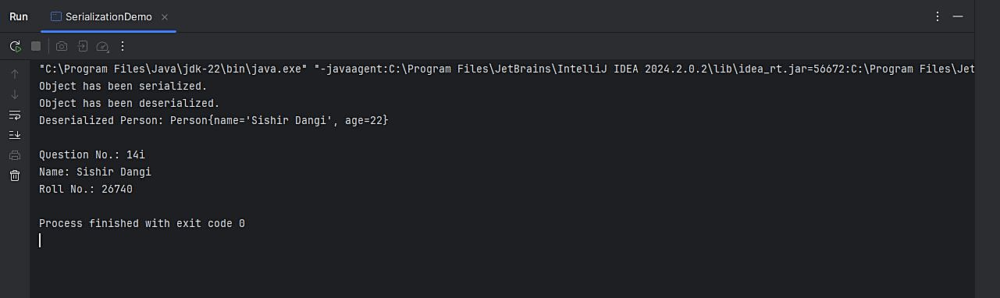 Run SerializationDemo
"C:\Program Files\Java\jdk-22\bin\java.exe" "-javaagent:C:\Program Files\JetBrains\IntelliJ IDEA 2024.2.0.2\lib\idea_rt.jar=56672:C:\Program Files\Jet
Object has been serialized.
Object has been deserialized.
Deserialized Person: Person{name='Sishir Dangi', age=22}
Question No.: 14i
Name: Sishir Dangi
Roll No.: 26740
Process finished with exit code 0